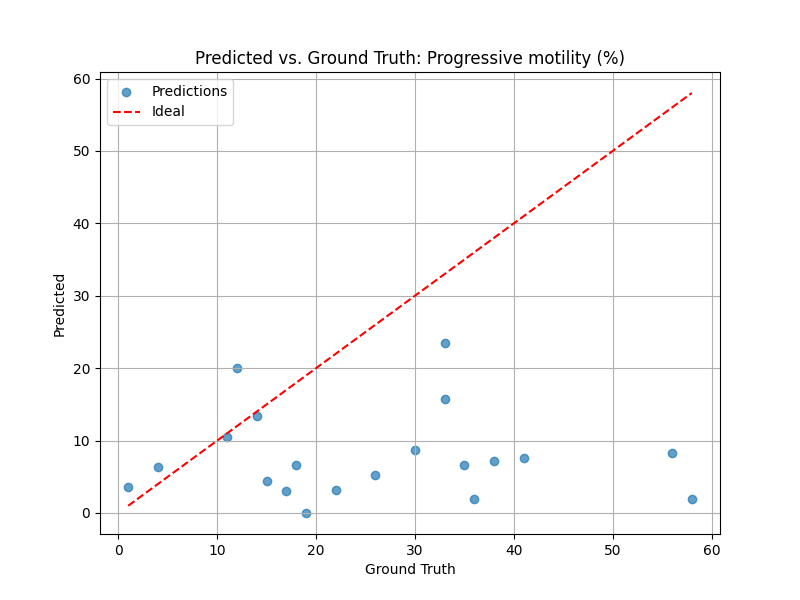 Predicted vs. Ground Truth: Progressive motility (%)
Predictions
Ideal
60
50
40
30
20
10
0
Predicted
0 10 20 30 40 50 60
Ground Truth